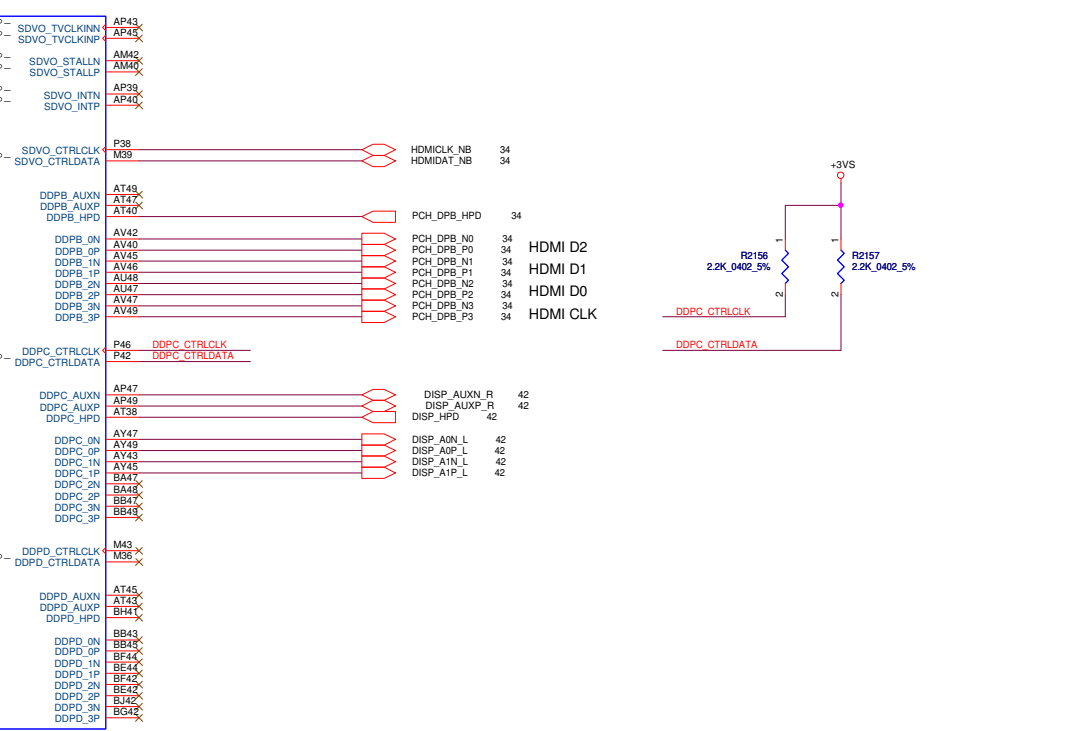 SDVO_TVCLKINN AP43
SDVO_TVCLKINP AP45
SDVO_STALLN AM42
SDVO_STALLP AM40
SDVO_INTN AP39
SDVO_INTP AP40
SDVO_CTRLCLK P38 HDMICLK_NB 34
SDVO_CTRLDATA M39 HDMIDAT_NB 34
+3VS
DDPB_AUXN AT49
DDPB_AUXP AT47
DDPB_HPD AT40 PCH_DPB_HPD 34
DDPB_0N AV42 PCH_DPB_N0 34
DDPB_0P AV40 PCH_DPB_P0 34
HDMI D2
DDPB_1N AV45 PCH_DPB_N1 34
DDPB_1P AV46 PCH_DPB_P1 34
HDMI D1
DDPB_2N AU48 PCH_DPB_N2 34
DDPB_2P AU47 PCH_DPB_P2 34
HDMI D0
DDPB_3N AV47 PCH_DPB_N3 34
DDPB_3P AV49 PCH_DPB_P3 34
HDMI CLK
1 1
R2156 R2157
2.2K_0402_5% 2.2K_0402_5%
2 2
DDPC_CTRLCLK
DDPC_CTRLDATA
DDPC_CTRLCLK P46 DDPC_CTRLCLK
DDPC_CTRLDATA P42 DDPC_CTRLDATA
DDPC_AUXN AP47 DISP_AUXN_R 42
DDPC_AUXP AP49 DISP_AUXP_R 42
DDPC_HPD AT38 DISP_HPD 42
DDPC_0N AY47 DISP_A0N_L 42
DDPC_0P AY49 DISP_A0P_L 42
DDPC_1N AY43 DISP_A1N_L 42
DDPC_1P AY45 DISP_A1P_L 42
DDPC_2N BA47
DDPC_2P BA48
DDPC_3N BB47
DDPC_3P BB49
DDPD_CTRLCLK M43
DDPD_CTRLDATA M36
DDPD_AUXN AT45
DDPD_AUXP AT43
DDPD_HPD BH41
DDPD_0N BB43
DDPD_0P BB45
DDPD_1N BF44
DDPD_1P BE44
DDPD_2N BF42
DDPD_2P BE42
DDPD_3N BJ42
DDPD_3P BG42